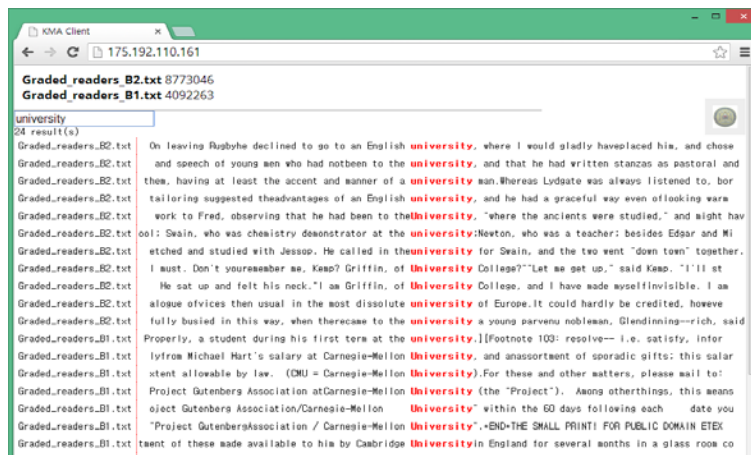 KMA Client
175.192.110.161
Graded_readers_B2.txt 8773046
Graded_readers_B1.txt 4092263
university
24 result(s)
Graded_readers_B2.txt On leaving Rugbyhe declined to go to an English university, where I would gladly haveplaced him, and chose
Graded_readers_B2.txt and speech of young men who had notbeen to the university, and that he had written stanzas as pastoral and
Graded_readers_B2.txt them, having at least the accent and manner of a university man.Whereas Lydgate was always listened to, bor
Graded_readers_B2.txt tailoring suggested theadvantages of an English university, and he had a graceful way even oflooking warm
Graded_readers_B2.txt work to Fred, observing that he had been to theUniversity, "where the ancients were studied," and might hav
Graded_readers_B2.txt ool; Swain, who was chemistry demonstrator at the university;Newton, who was a teacher; besides Edgar and Mi
Graded_readers_B2.txt etched and studied with Jessop. He called in theuniversity for Swain, and the two went "down town" together.
Graded_readers_B2.txt I must. Don't youremember me, Kemp? Griffin, of University College?""Let me get up," said Kemp. "I'll st
Graded_readers_B2.txt He sat up and felt his neck."I am Griffin, of University College, and I have made myselfInvisible. I am
Graded_readers_B2.txt alogue ofvices then usual in the most dissolute university of Europe.It could hardly be credited, howeve
Graded_readers_B2.txt fully busied in this way, when therecame to the university a young parvenu nobleman, Glendinning--rich, said
Graded_readers_B1.txt Properly, a student during his first term at the university.][Footnote 103: resolve-- i.e. satisfy, infor
Graded_readers_B1.txt lyfrom Michael Hart's salary at Carnegie-Mellon University, and anassortment of sporadic gifts; this salar
Graded_readers_B1.txt xtent allowable by law. (CMU = Carnegie-Mellon University).For these and other matters, please mail to:
Graded_readers_B1.txt Project Gutenberg Association atCarnegie-Mellon University (the "Project"). Among otherthings, this means
Graded_readers_B1.txt oject Gutenberg Association/Carnegie-Mellon University" within the 60 days following each date you
Graded_readers_B1.txt "Project GutenbergAssociation / Carnegie-Mellon University".*END*THE SMALL PRINT! FOR PUBLIC DOMAIN ETEX
Graded_readers_B1.txt tment of these made available to him by Cambridge Universityin England for several months in a glass room co